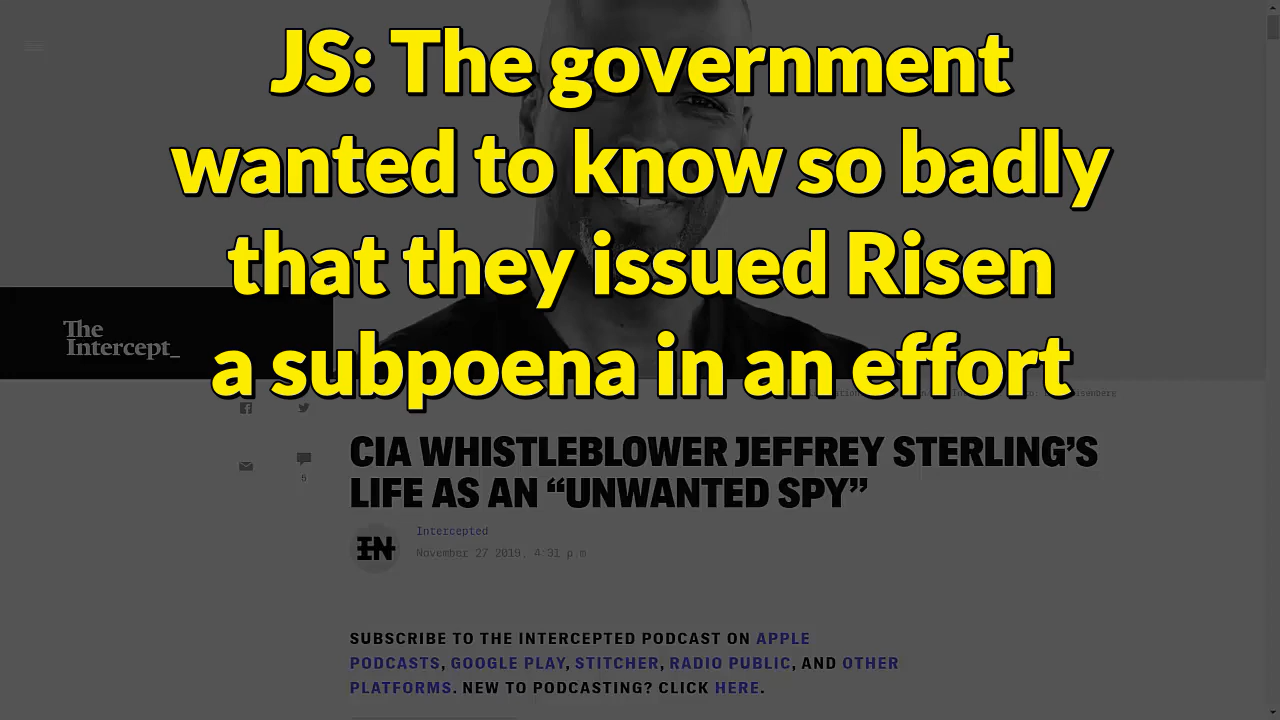 JS: The government
wanted to know so badly
that they issued Risen
a subpoena in an effort
The
Intercept_
CIA WHISTLEBLOWER JEFFREY STERLING’S
LIFE AS AN “UNWANTED SPY”
IN
Intercepted
November 27 2019, 4:31 p.m
SUBSCRIBE TO THE INTERCEPTED PODCAST ON APPLE
PODCASTS, GOOGLE PLAY, STITCHER, RADIO PUBLIC, AND OTHER
PLATFORMS. NEW TO PODCASTING? CLICK HERE.